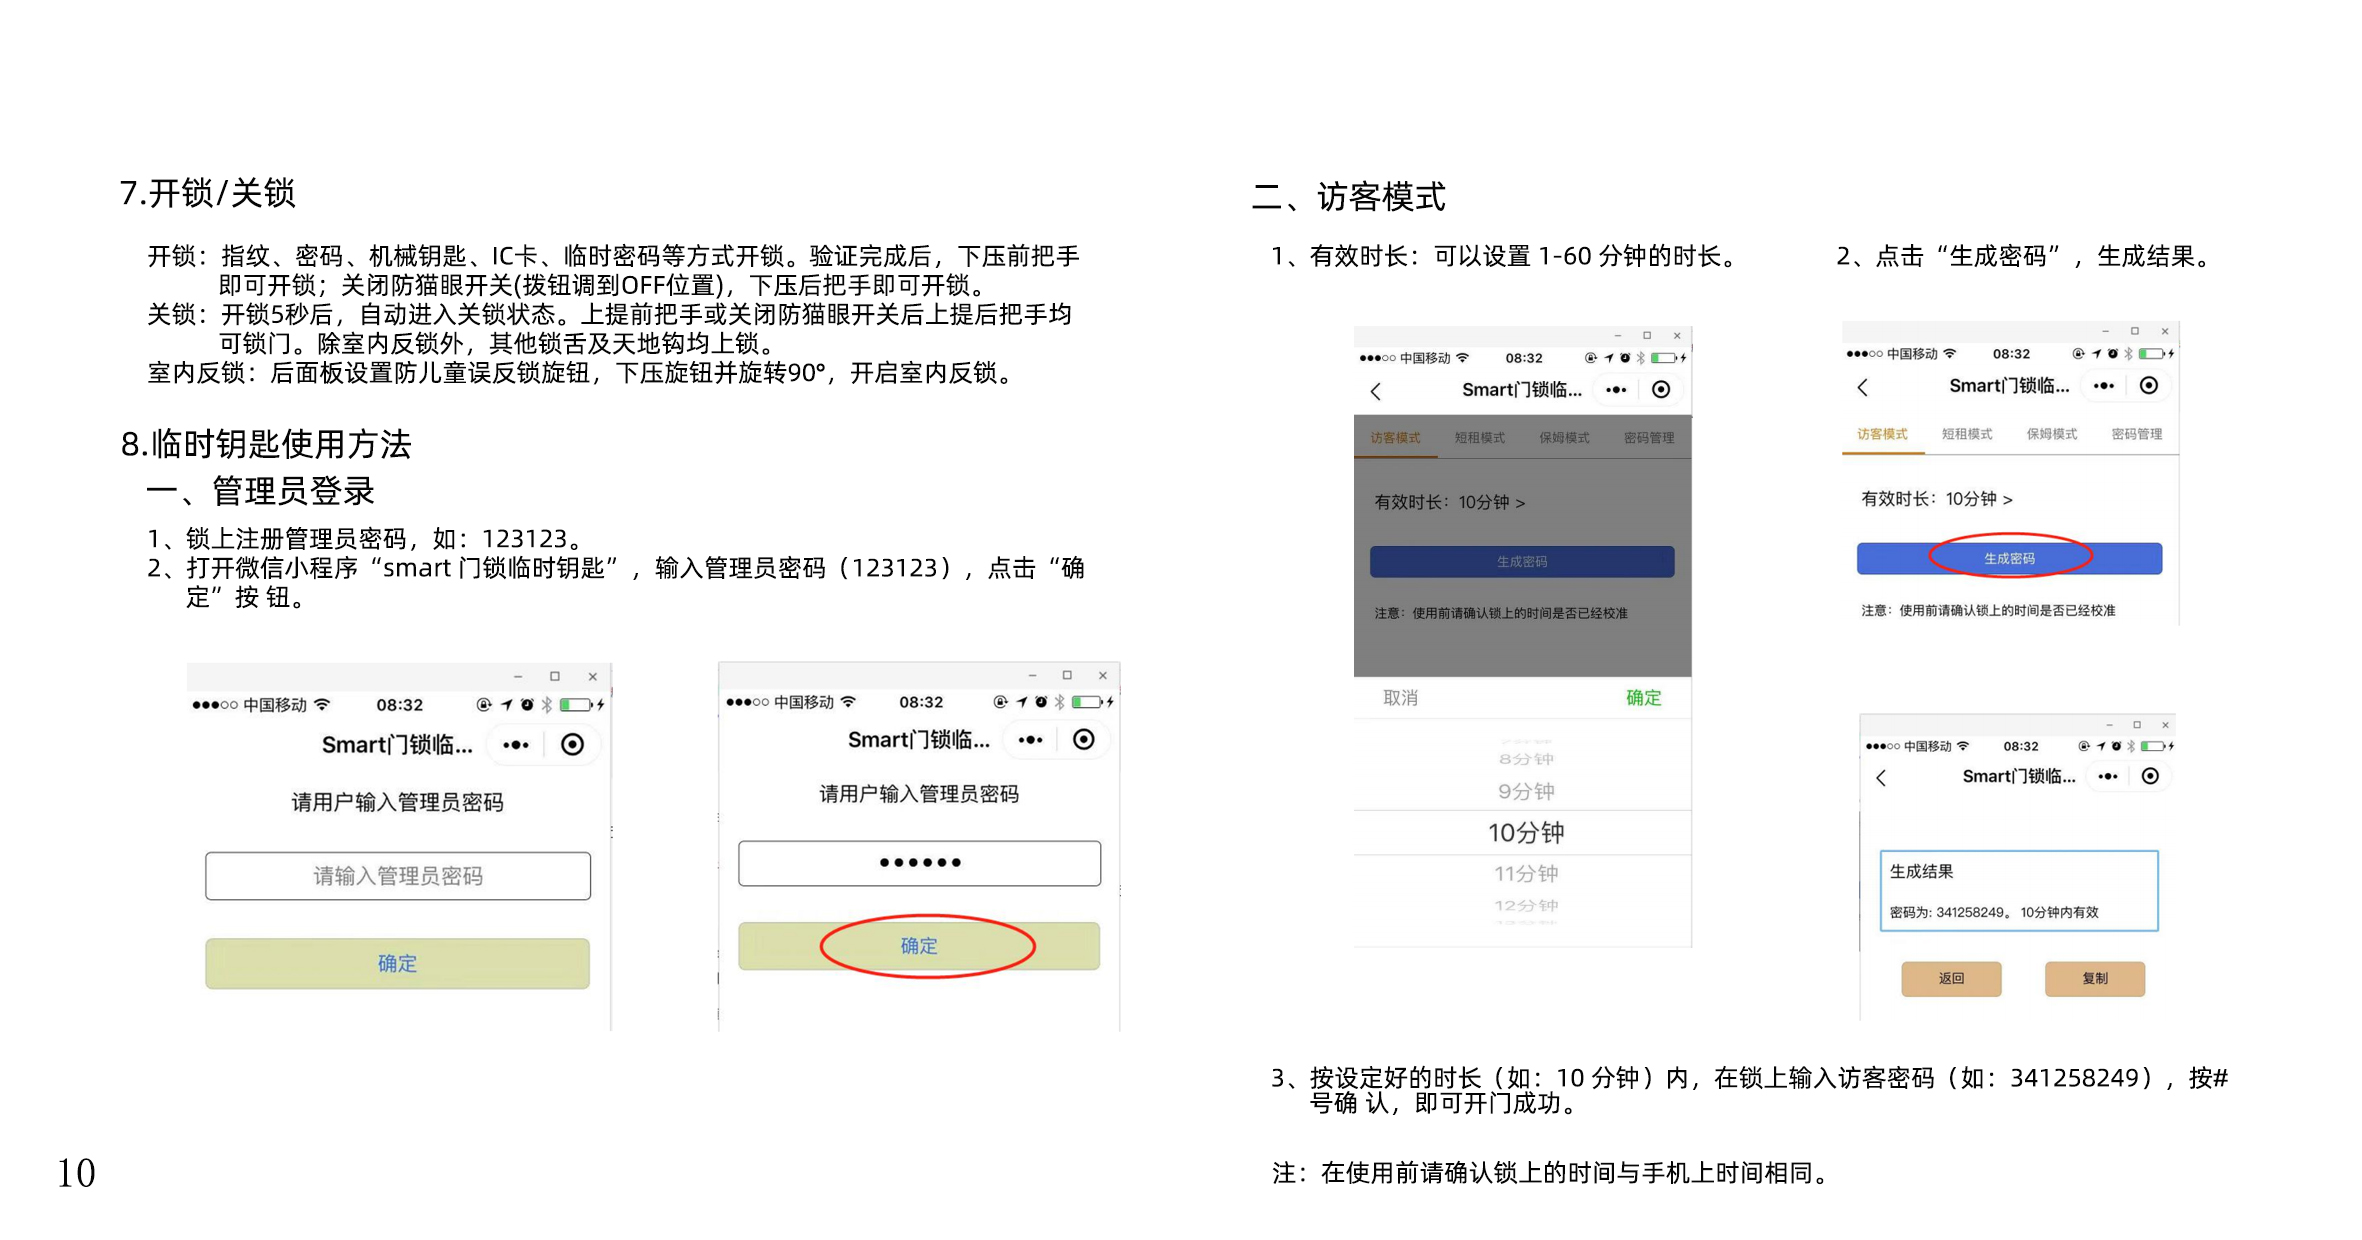 7.开锁/关锁
开锁：指纹、密码、机械钥匙、IC卡、临时密码等方式开锁。验证完成后，下压前把手
即可开锁；关闭防猫眼开关(拨钮调到OFF位置)，下压后把手即可开锁。
关锁：开锁5秒后，自动进入关锁状态。上提前把手或关闭防猫眼开关后上提后把手均
可锁门。除室内反锁外，其他锁舌及天地钩均上锁。
室内反锁：后面板设置防儿童误反锁旋钮，下压旋钮并旋转90°，开启室内反锁。
8.临时钥匙使用方法
一、管理员登录
1、锁上注册管理员密码，如：123123。
2、打开微信小程序“smart 门锁临时钥匙”，输入管理员密码（123123），点击“确
定”按 钮。
中国移动 08:32
Smart门锁临...
请用户输入管理员密码
请输入管理员密码
确定
中国移动 08:32
Smart门锁临...
请用户输入管理员密码
●●●●●●
确定
10
二、访客模式
1、有效时长：可以设置 1-60 分钟的时长。
中国移动 08:32
Smart门锁临...
访客模式 短租模式 保姆模式 密码管理
有效时长：10分钟 >
生成密码
注意：使用前请确认锁上的时间是否已经校准
取消 确定
8分钟
9分钟
10分钟
11分钟
12分钟
2、点击“生成密码”，生成结果。
中国移动 08:32
Smart门锁临...
访客模式 短租模式 保姆模式 密码管理
有效时长：10分钟 >
生成密码
注意：使用前请确认锁上的时间是否已经校准
中国移动 08:32
Smart门锁临...
生成结果
密码为: 341258249。 10分钟内有效
返回 复制
3、按设定好的时长（如：10 分钟）内，在锁上输入访客密码（如：341258249），按#
号确 认，即可开门成功。
注：在使用前请确认锁上的时间与手机上时间相同。